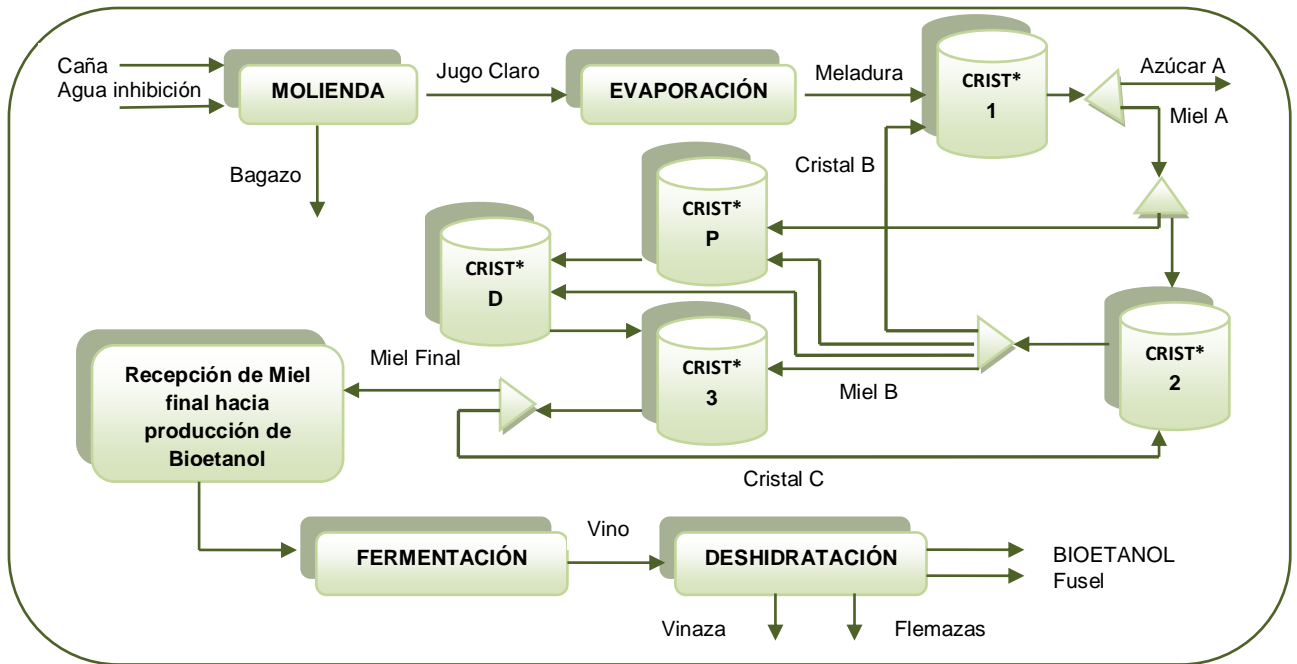 Caña
Agua inhibición
MOLIENDA
Jugo Claro
EVAPORACIÓN
Meladura
CRIST*
1
Azúcar A
Miel A
Bagazo
Cristal B
CRIST*
P
CRIST*
D
CRIST*
3
Miel B
CRIST*
2
Miel Final
Recepción de Miel
final hacia
producción de
Bioetanol
Cristal C
FERMENTACIÓN
Vino
DESHIDRATACIÓN
BIOETANOL
Fusel
Vinaza
Flemazas